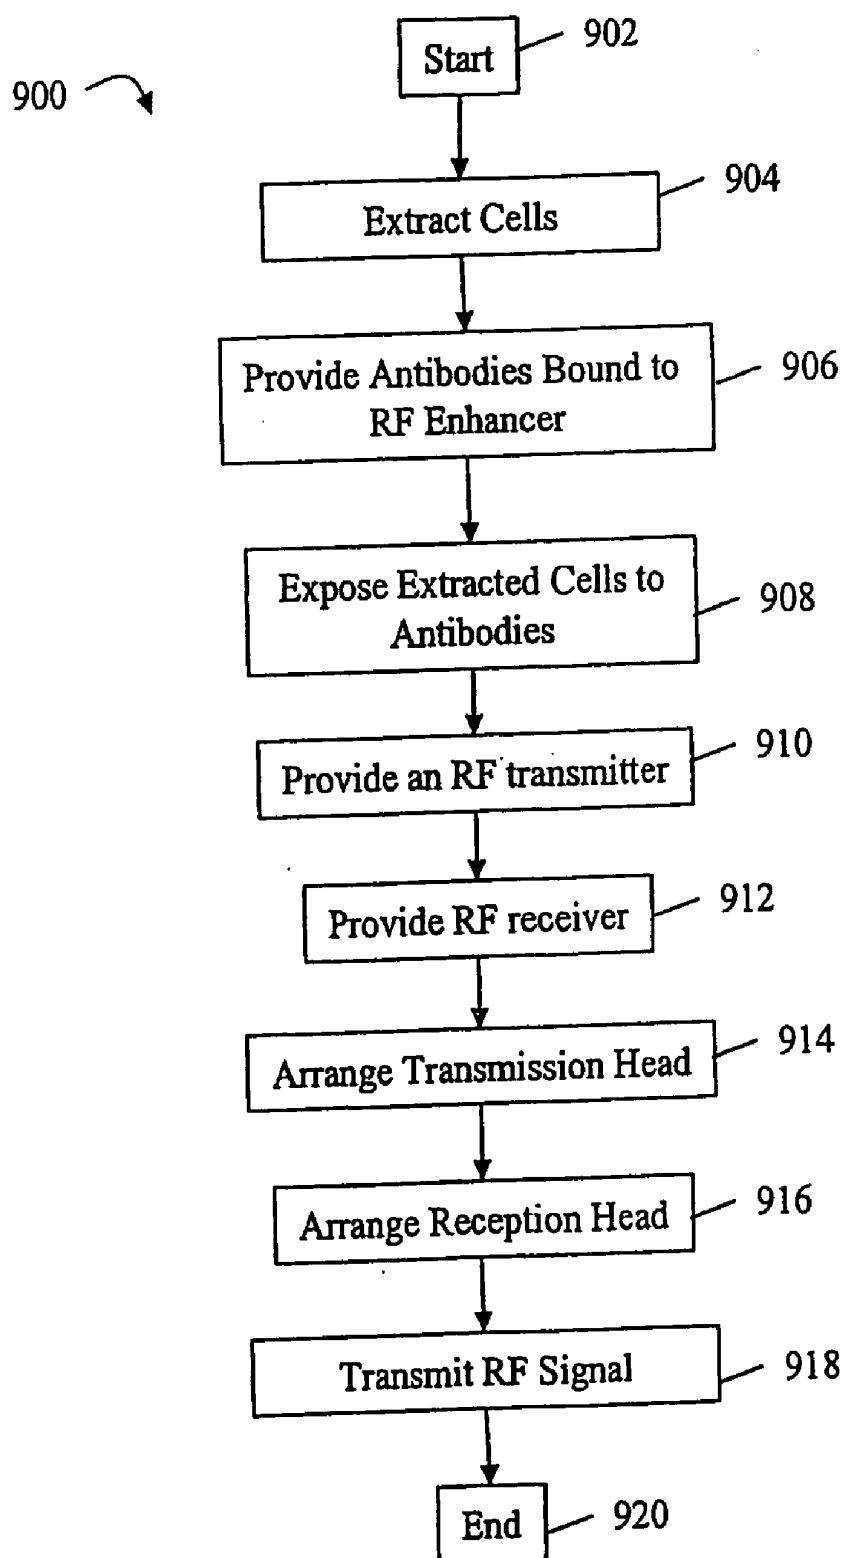 902
Start
900
904
Extract Cells
Provide Antibodies Bound to
RF Enhancer
906
Expose Extracted Cells to
Antibodies
908
910
Provide an RF transmitter
912
Provide RF receiver
914
Arrange Transmission Head
916
Arrange Reception Head
918
Transmit RF Signal
End
920